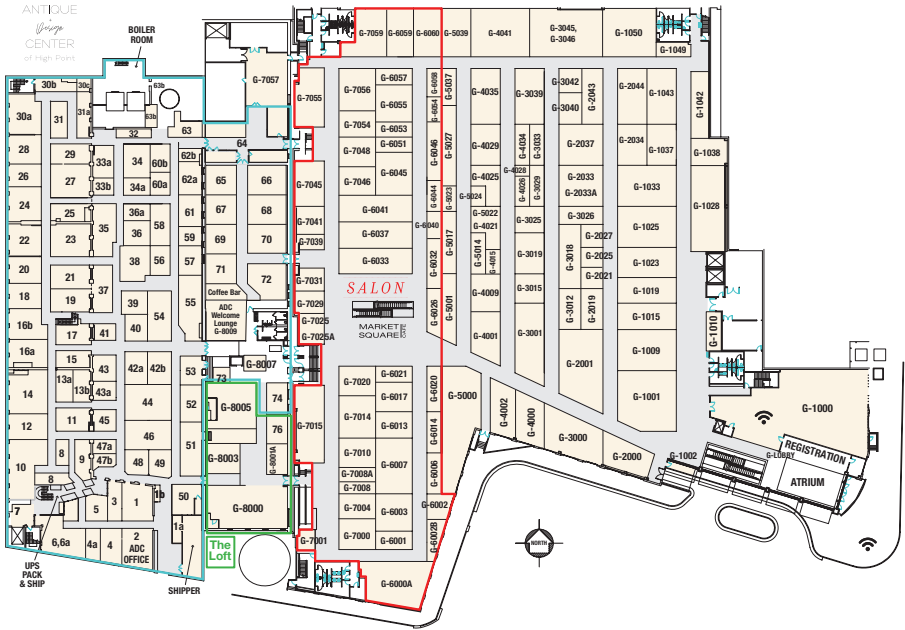 ANTIQUE
&
Design
CENTER
of High Point
BOILER
ROOM
G-7057
G-7059
G-6059
G-6060
G-5039
G-4041
G-3045,
G-3046
G-1050
G-1049
30b
30c
63b
63b
30a
31
31a
32
63
64
28
29
33a
34
60b
62b
26
27
33b
34a
60a
62a
65
66
24
25
35
36a
58
61
67
68
22
23
36
59
69
70
38
56
57
20
21
37
71
72
18
19
39
54
55
Coffee Bar
ADC
Welcome
Lounge
G-8009
16b
17
41
40
16a
15
43
42a
42b
53
73
G-8007
14
13a
13b
43a
44
52
G-8005
74
12
11
45
46
51
76
G-8003
G-8001A
10
8
9
47a
47b
48
49
8
7
5
3
1
1b
50
G-8000
1a
6,6a
4a
4
2
ADC
OFFICE
UPS
PACK
& SHIP
SHIPPER
The
Loft
G-7055
G-7045
G-7041
G-7039
G-7031
G-7029
G-7025
G-7025A
G-7015
G-7001
G-7056
G-6057
G-6055
G-7054
G-6053
G-7048
G-6051
G-7046
G-6045
G-6041
G-6037
G-6033
SALON
MARKET
SQUARE
G-7020
G-6021
G-6017
G-7014
G-6013
G-7010
G-6007
G-7008A
G-7008
G-7004
G-6003
G-7000
G-6001
G-6000A
G-6058
G-5037
G-6054
G-6046
G-5027
G-6044
G-5023
G-6040
G-6032
G-5017
G-6026
G-5001
G-6020
G-5000
G-6014
G-6006
G-6002
G-6002B
G-4035
G-4029
G-4025
G-5024
G-5022
G-4021
G-5014
G-4015
G-4009
G-4001
G-3039
G-4034
G-3033
G-4028
G-4026
G-3029
G-3025
G-3019
G-3015
G-3001
G-3042
G-2043
G-3040
G-2037
G-2033
G-2033A
G-3026
G-2027
G-3018
G-2025
G-2021
G-3012
G-2019
G-2001
G-2044
G-1043
G-2034
G-1037
G-1033
G-1025
G-1023
G-1019
G-1015
G-1009
G-1001
G-1042
G-1038
G-1028
G-1010
G-4002
G-4000
G-3000
G-2000
G-1002
G-1000
G-LOBBY
REGISTRATION
ATRIUM
NORTH